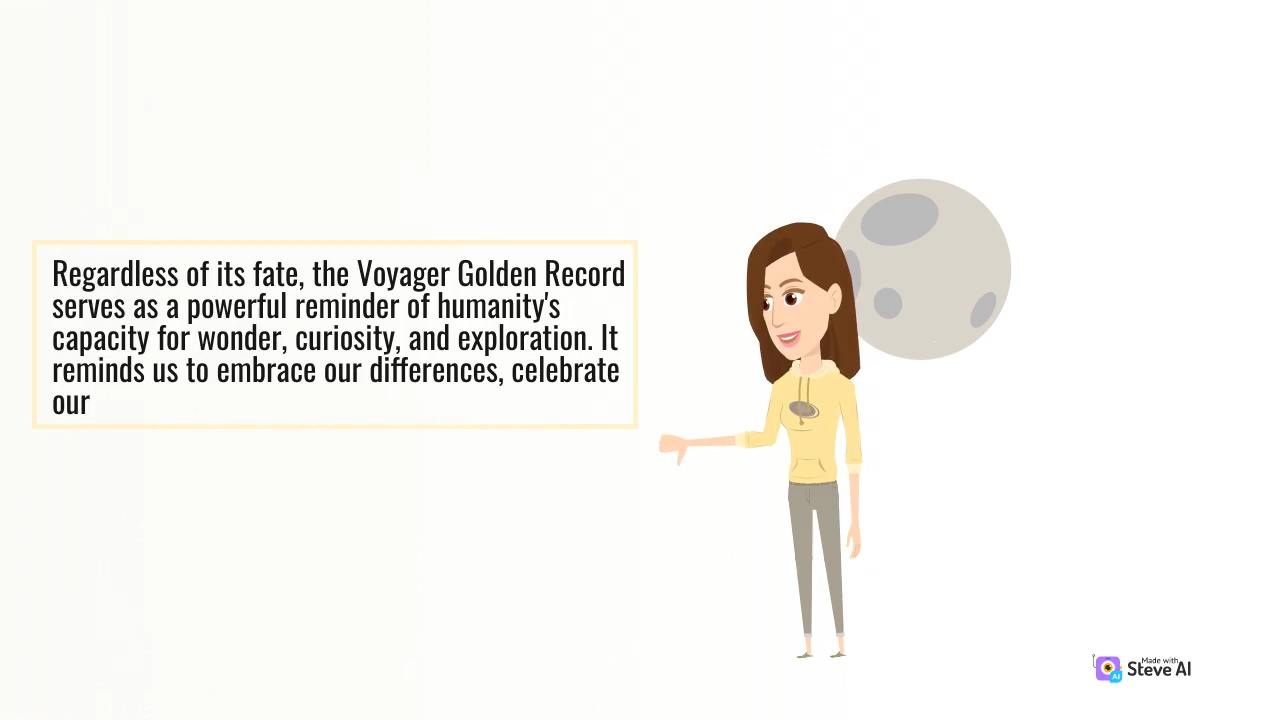 Regardless of its fate, the Voyager Golden Record
serves as a powerful reminder of humanity's
capacity for wonder, curiosity, and exploration. It
reminds us to embrace our differences, celebrate
our
Made with
Steve AI
AI